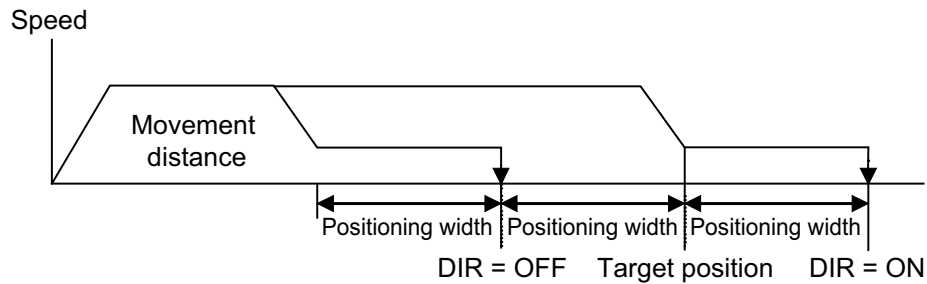 Speed
Movement
distance
Positioning width
Positioning width
Positioning width
DIR = OFF
Target position
DIR = ON